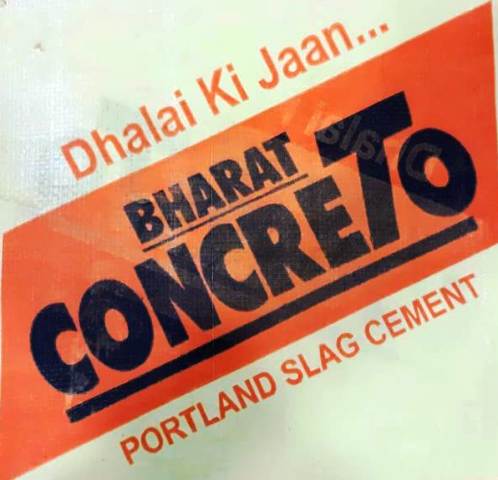 Dhalai Ki Jaan...
BHARAT
CONCRETO
PORTLAND SLAG CEMENT